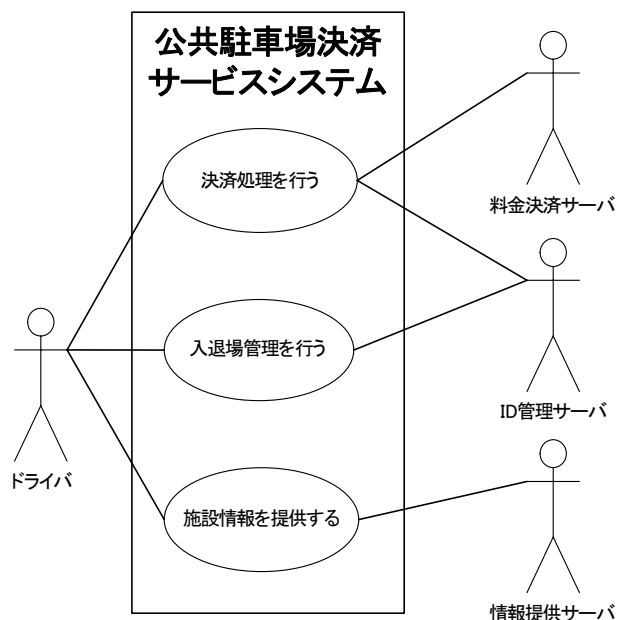 公共駐車場決済
サービスシステム
決済処理を行う
料金決済サーバ
入退場管理を行う
ID管理サーバ
ドライバ
施設情報を提供する
情報提供サーバ